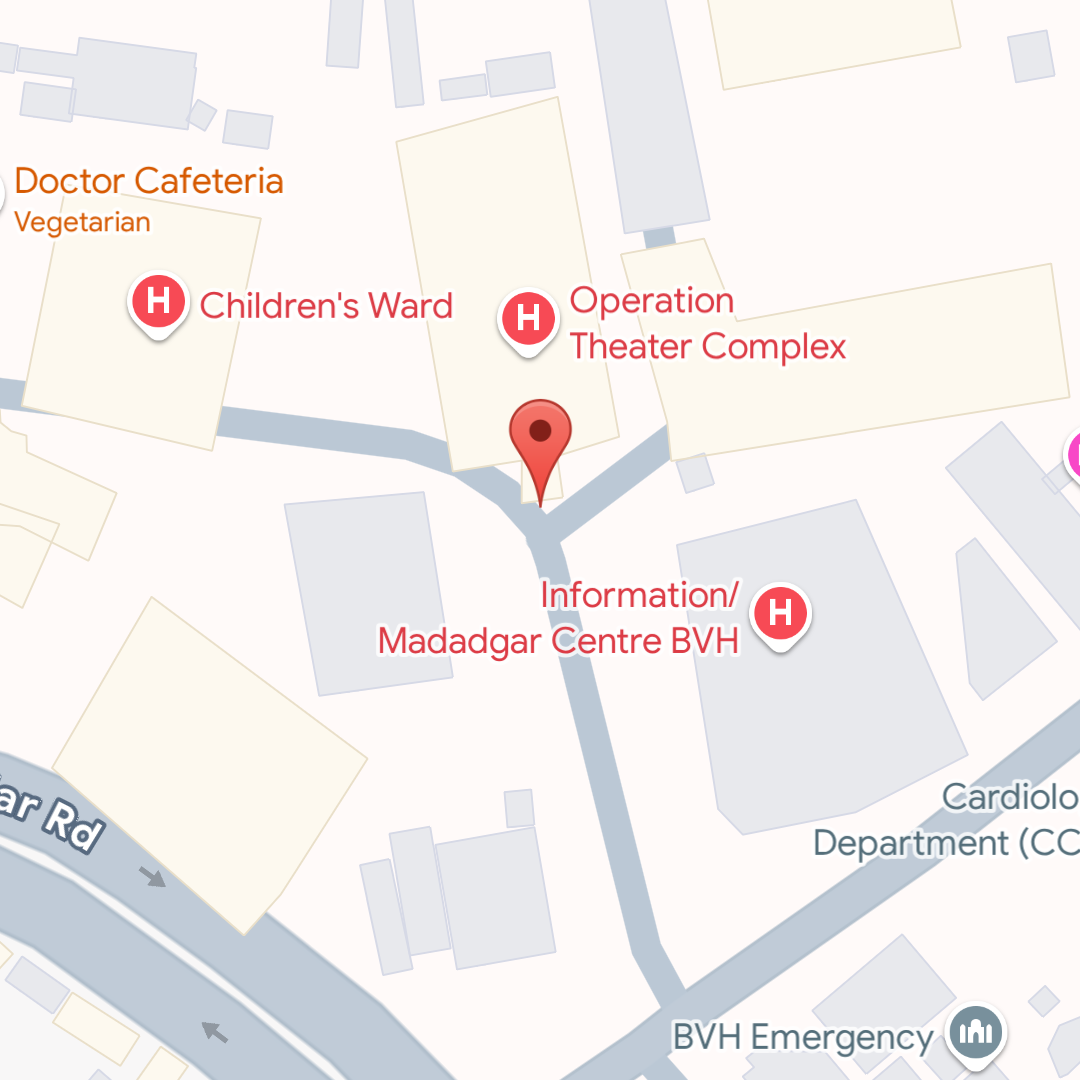 Doctor Cafeteria
Vegetarian
H
Children's Ward
H
Operation
Theater Complex
Information/
Madadgar Centre BVH
H
Rd
Department
BVH Emergency